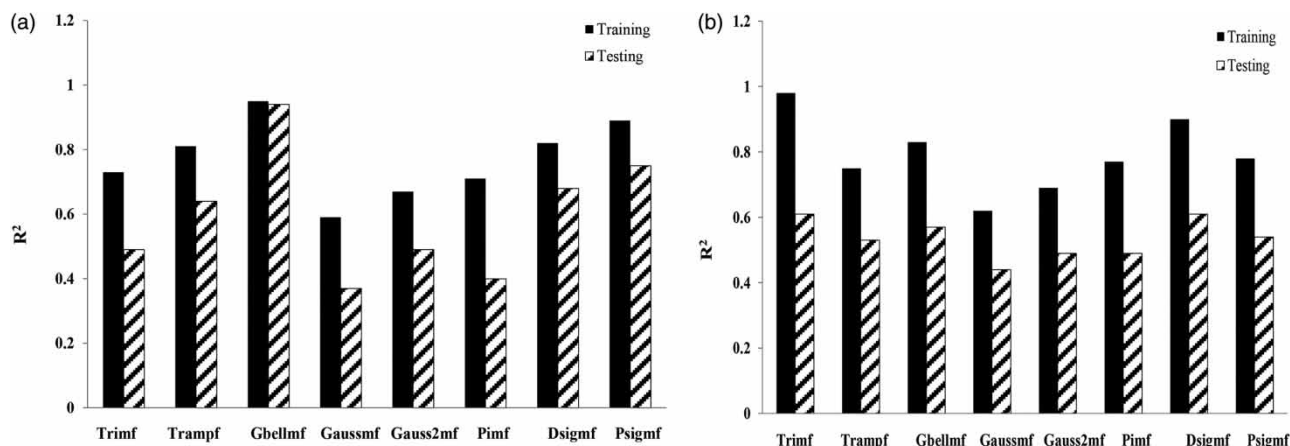 (a)
1.2
1
0.8
0.6
0.4
0.2
0
R²
Training
Testing
Trimf Trampf Gbellmf Gaussmf Gauss2mf Pimf Dsigmf Psigmf
(b)
1.2
1
0.8
0.6
0.4
0.2
0
R²
Training
Testing
Trimf Trampf Gbellmf Gaussmf Gauss2mf Pimf Dsigmf Psigmf